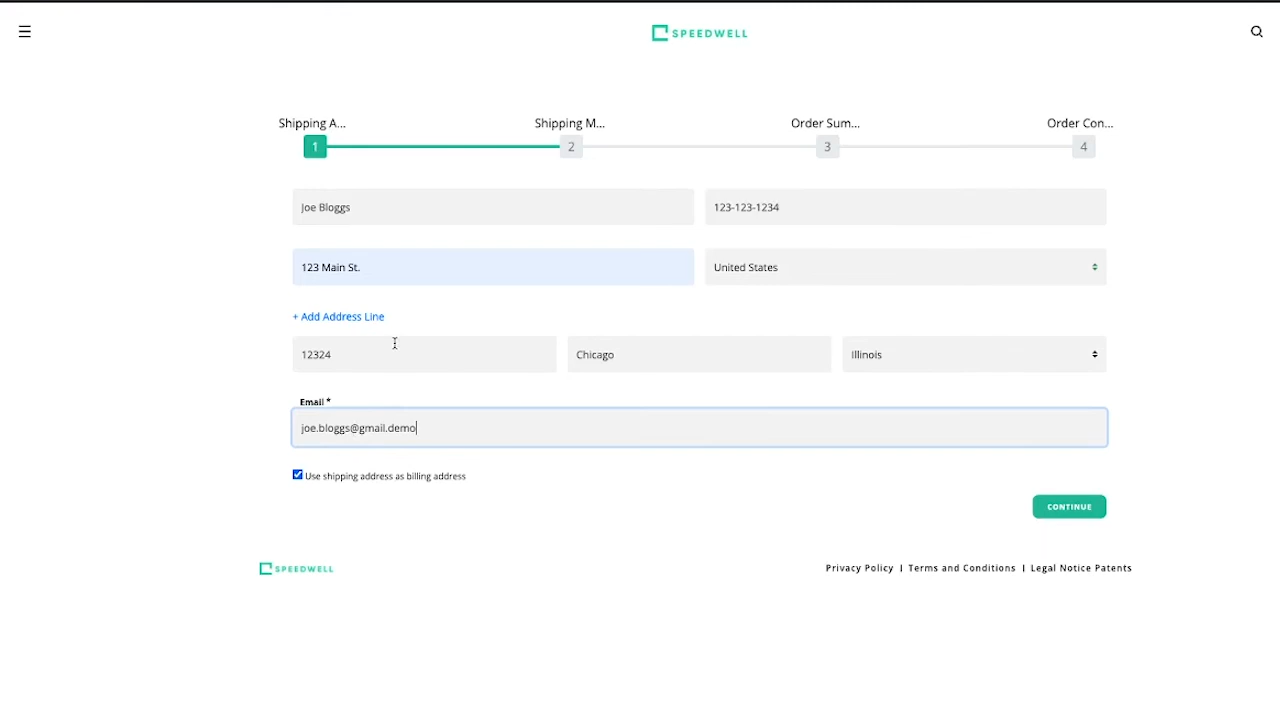 SPEEDWELL
Shipping A... Shipping M... Order Sum... Order Con...
1 2 3 4
Joe Bloggs 123-123-1234
123 Main St. United States
+ Add Address Line
12324 Chicago Illinois
Email *
joe.bloggs@gmail.demo
Use shipping address as billing address
CONTINUE
SPEEDWELL Privacy Policy | Terms and Conditions | Legal Notice Patents